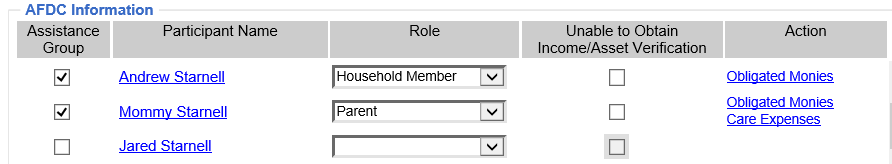 AFDC Information
Assistance Group
Participant Name
Role
Unable to Obtain Income/Asset Verification
Action
Andrew Starnell
Household Member
Obligated Monies
Mommy Starnell
Parent
Obligated Monies
Care Expenses
Jared Starnell